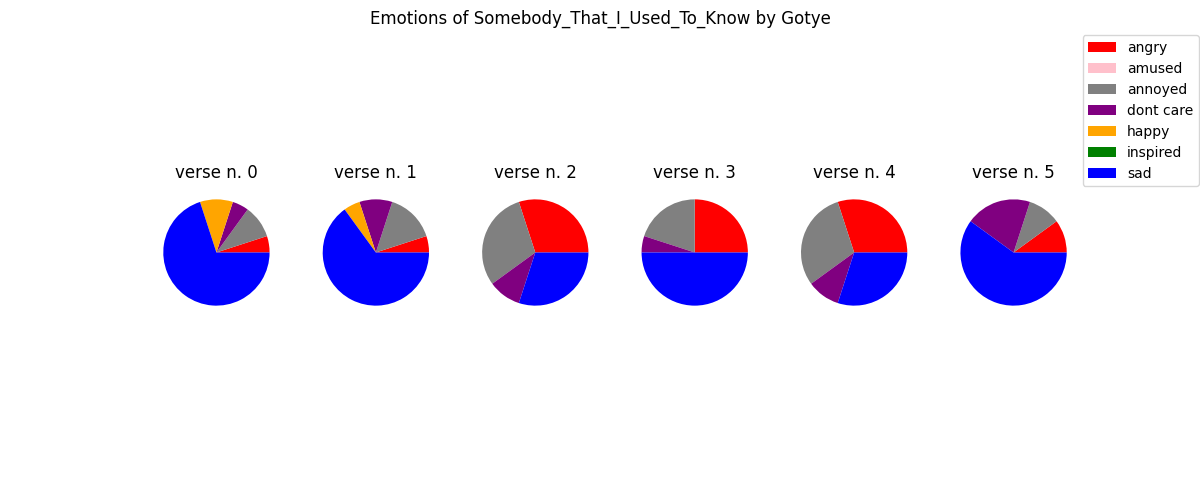 Emotions of Somebody_That_I_Used_To_Know by Gotye
angry
amused
annoyed
dont care
happy
inspired
sad
verse n. 0
verse n. 1
verse n. 2
verse n. 3
verse n. 4
verse n. 5